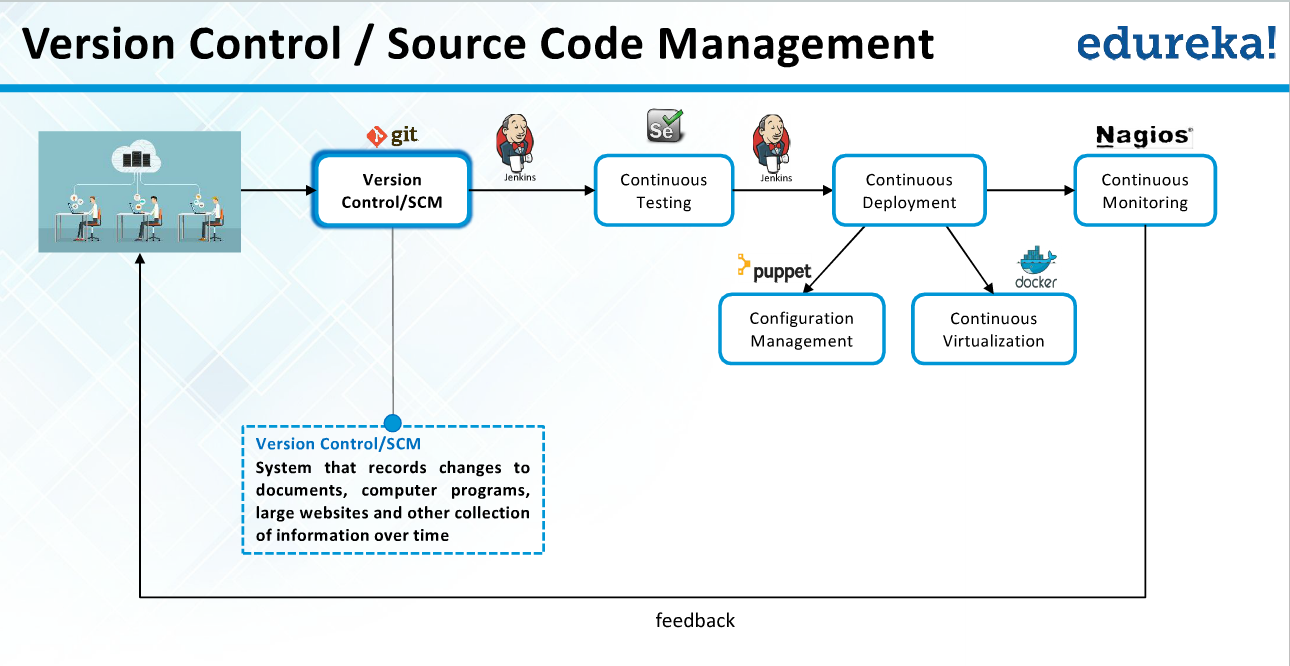 Version Control / Source Code Management
edureka!
git
Jenkins
Se
Jenkins
Nagios®
Version
Control/SCM
Continuous
Testing
Continuous
Deployment
Continuous
Monitoring
puppet
docker
Configuration
Management
Continuous
Virtualization
Version Control/SCM
System that records changes to
documents, computer programs,
large websites and other collection
of information over time
feedback